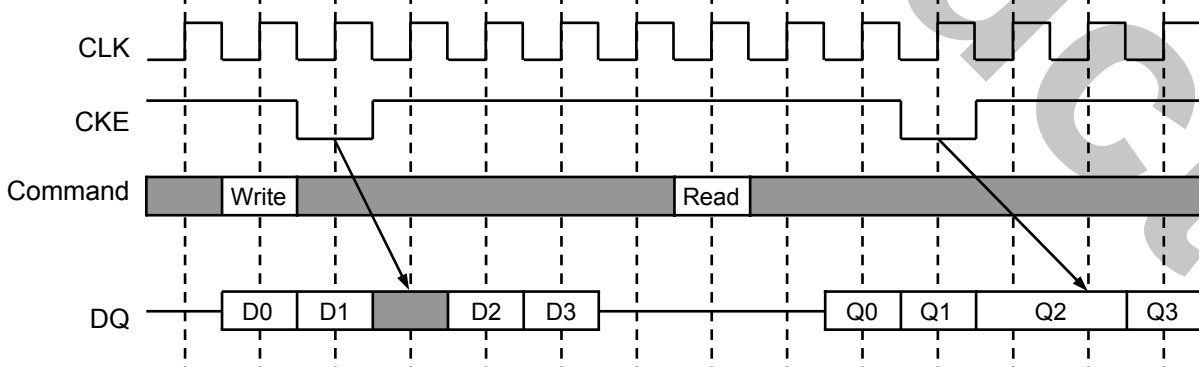 CLK
CKE
Command Write Read
DQ D0 D1 D2 D3 Q0 Q1 Q2 Q3